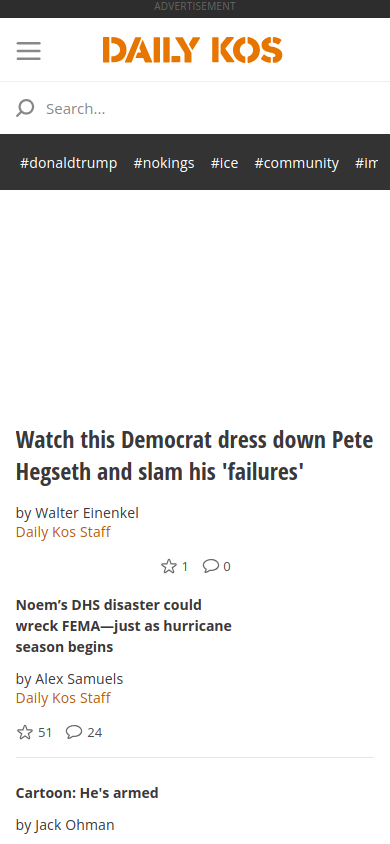 ADVERTISEMENT
DAILY KOS
Search...
#donaldtrump #nokings #ice #community #im
Watch this Democrat dress down Pete
Hegseth and slam his 'failures'
by Walter Einenkel
Daily Kos Staff
1 0
Noem’s DHS disaster could
wreck FEMA—just as hurricane
season begins
by Alex Samuels
Daily Kos Staff
51 24
Cartoon: He's armed
by Jack Ohman